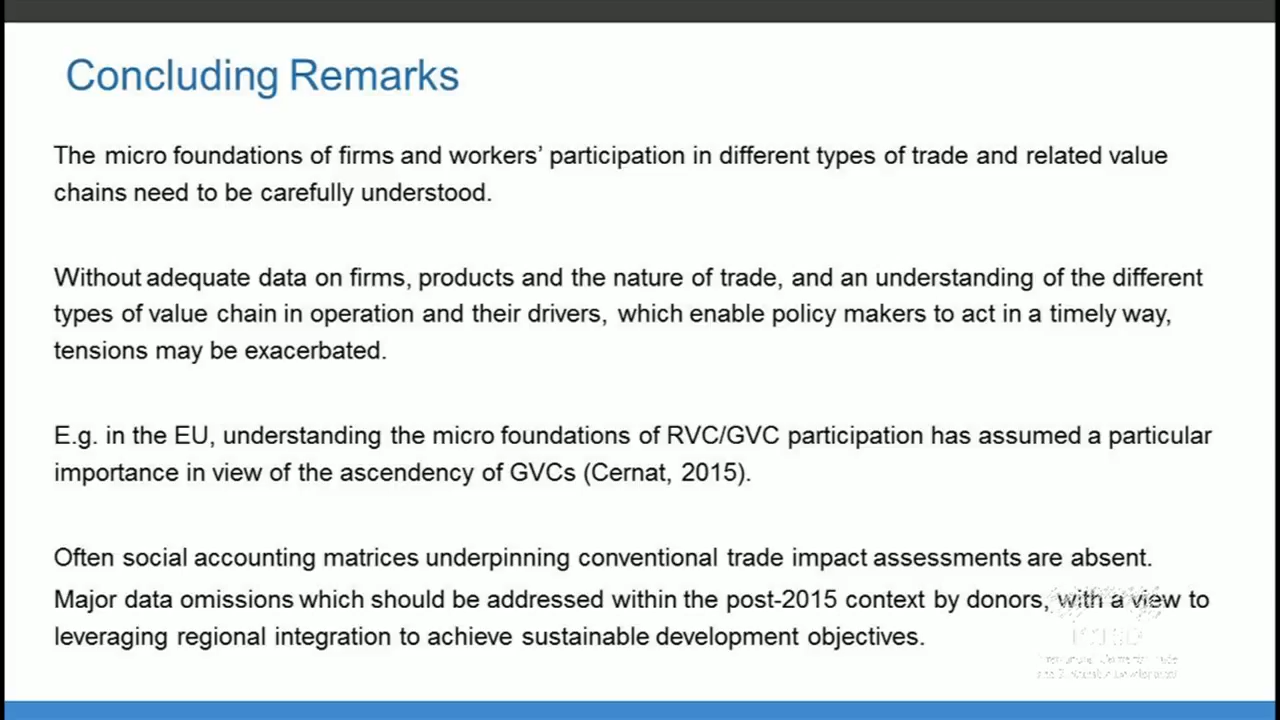 Concluding Remarks
The micro foundations of firms and workers’ participation in different types of trade and related value
chains need to be carefully understood.
Without adequate data on firms, products and the nature of trade, and an understanding of the different
types of value chain in operation and their drivers, which enable policy makers to act in a timely way,
tensions may be exacerbated.
E.g. in the EU, understanding the micro foundations of RVC/GVC participation has assumed a particular
importance in view of the ascendency of GVCs (Cernat, 2015).
Often social accounting matrices underpinning conventional trade impact assessments are absent.
Major data omissions which should be addressed within the post-2015 context by donors, with a view to
leveraging regional integration to achieve sustainable development objectives.